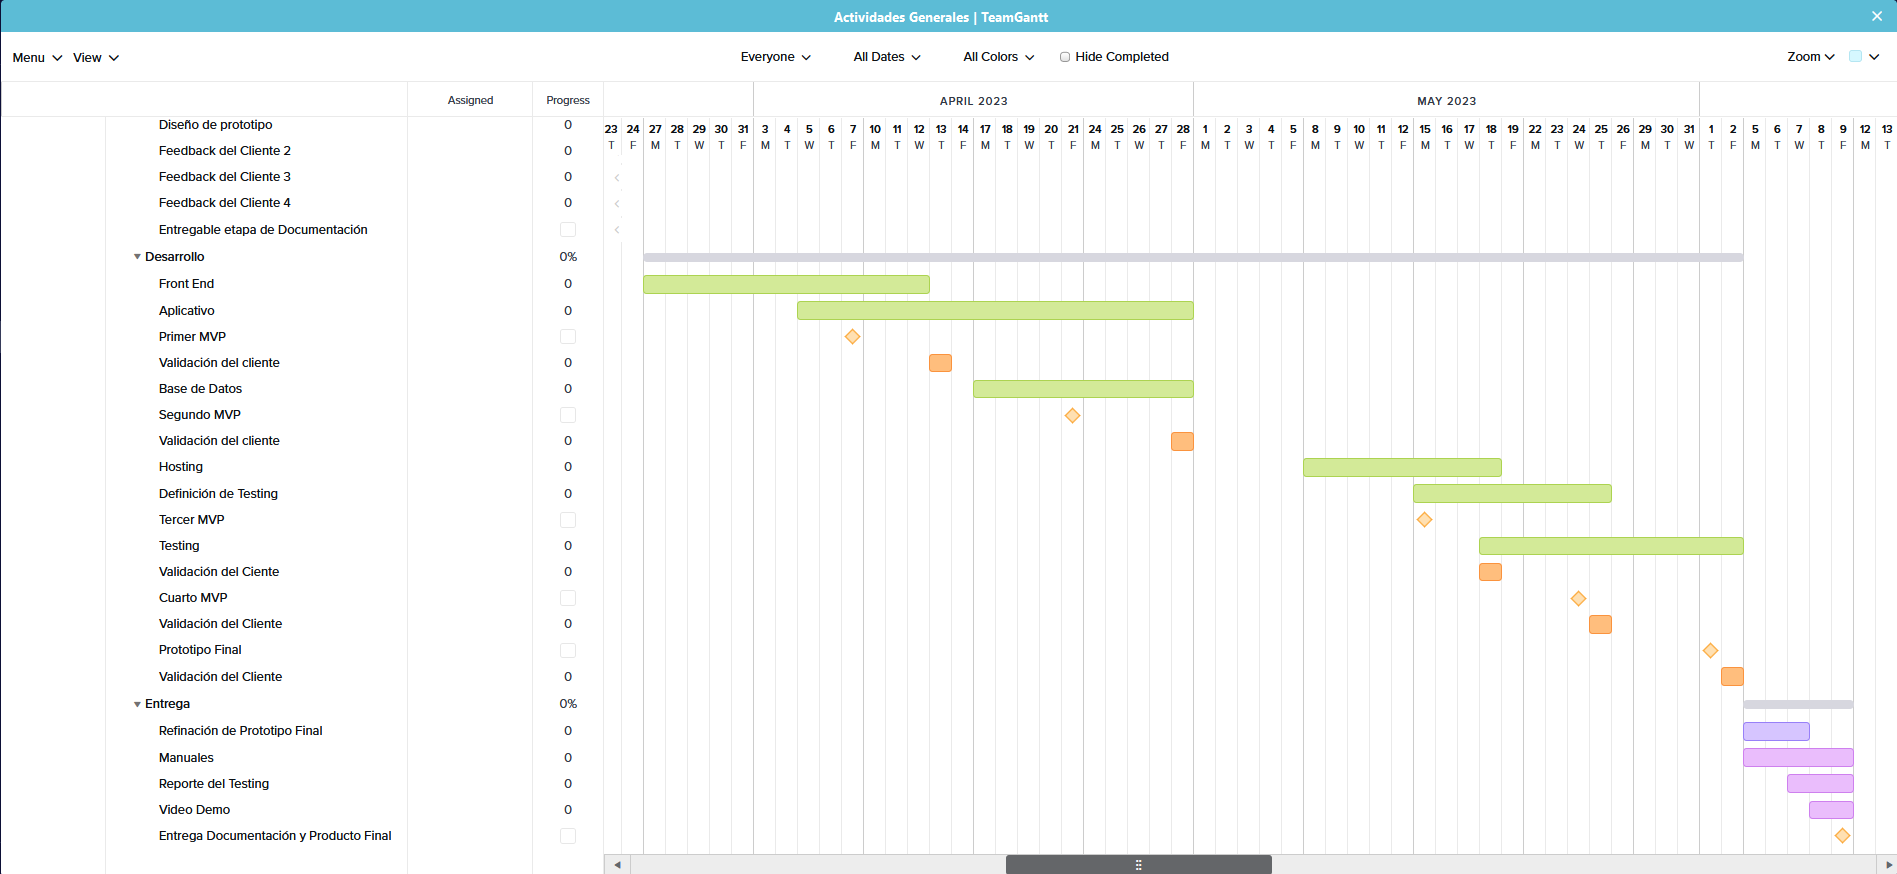 Actividades Generales | TeamGantt
Menu View Everyone All Dates All Colors Hide Completed Zoom
Assigned Progress APRIL 2023 MAY 2023
23 24 27 28 29 30 31 3 4 5 6 7 10 11 12 13 14 17 18 19 20 21 24 25 26 27 28 1 2 3 4 5 8 9 10 11 12 15 16 17 18 19 22 23 24 25 26 29 30 31 1 2 5 6 7 8 9 12 13
T F M T W T F M T W T F M T W T F M T W T F M T W T F M T W T F M T W T F M T W T F M T W T F M T W T F M T W T F M T
Diseño de prototipo 0
Feedback del Cliente 2 0
Feedback del Cliente 3 0
Feedback del Cliente 4 0
Entregable etapa de Documentación
Desarrollo 0%
Front End 0
Aplicativo 0
Primer MVP
Validación del cliente 0
Base de Datos 0
Segundo MVP
Validación del cliente 0
Hosting 0
Definición de Testing 0
Tercer MVP
Testing 0
Validación del Ciente 0
Cuarto MVP
Validación del Cliente 0
Prototipo Final
Validación del Cliente 0
Entrega 0%
Refinación de Prototipo Final 0
Manuales 0
Reporte del Testing 0
Video Demo 0
Entrega Documentación y Producto Final